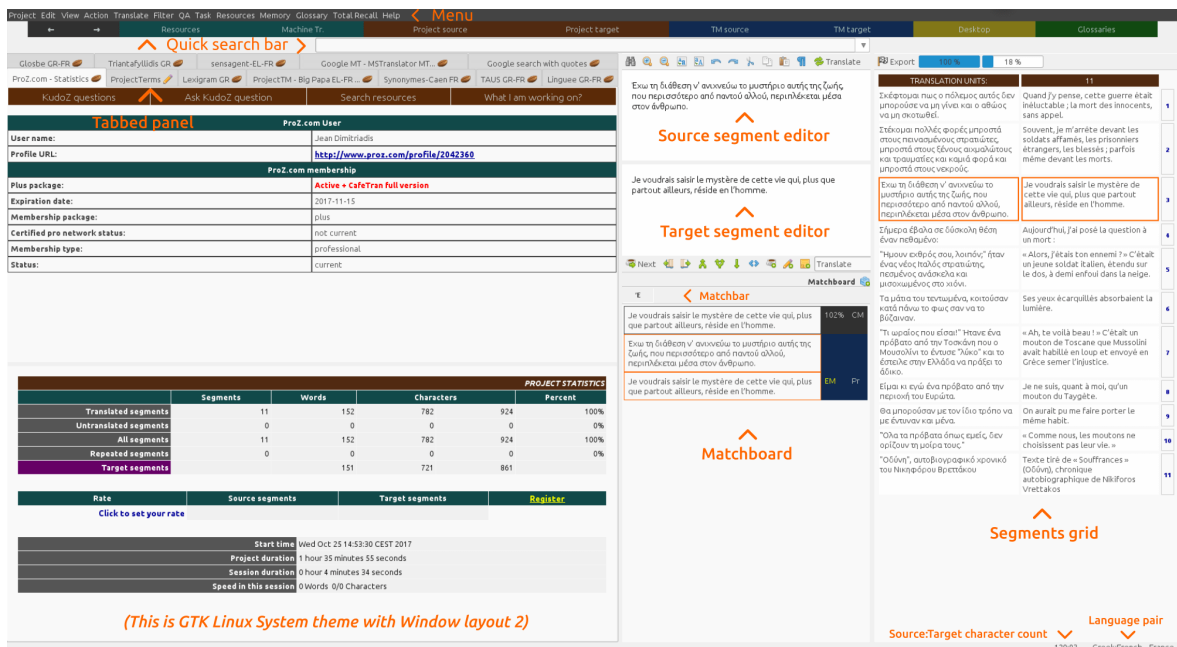 Project Edit View Action Translate Filter QA Task Resources Memory Glossary Total Recall Help
Menu
Resources Machine Tr. Project source Project target TM source TM target Desktop Glossaries
Quick search bar
Glosbe GR-FR Triantafyllidis GR sensagent-EL-FR Google MT - MSTranslator MT... Google search with quotes
ProZ.com - Statistics ProjectTerms Lexigram GR ProjectTM - Big Papa EL-FR ... Synonymes-Caen FR TAUS GR-FR Linguee GR-FR
KudoZ questions Ask KudoZ question Search resources What I am working on?
Tabbed panel
ProZ.com User
User name: Jean Dimitriadis
Profile URL: http://www.proz.com/profile/2042360
ProZ.com membership
Plus package: Active + CafeTran full version
Expiration date: 2017-11-15
Membership package: plus
Certified pro network status: not current
Membership type: professional
Status: current
PROJECT STATISTICS
Segments Words Characters Percent
Translated segments 11 152 782 924 100%
Untranslated segments 0 0 0 0 0%
All segments 11 152 782 924 100%
Repeated segments 0 0 0 0 0%
Target segments 151 721 861
Rate Source segments Target segments Register
Click to set your rate
Start time Wed Oct 25 14:53:30 CEST 2017
Project duration 1 hour 35 minutes 55 seconds
Session duration 0 hour 4 minutes 34 seconds
Speed in this session 0 Words 0/0 Characters
(This is GTK Linux System theme with Window layout 2)
Translate
Έχω τη διάθεση ν' ανιχνεύω το μυστήριο αυτής της ζωής,
που περισσότερο από παντού αλλού, περιπλέκεται μέσα
στον άνθρωπο.
Source segment editor
Je voudrais saisir le mystère de cette vie qui, plus que
partout ailleurs, réside en l'homme.
Target segment editor
Next Translate
Matchboard
Matchbar
Je voudrais saisir le mystère de cette vie qui, plus
que partout ailleurs, réside en l'homme.
102% CM
Έχω τη διάθεση ν' ανιχνεύω το μυστήριο αυτής της
ζωής, που περισσότερο από παντού αλλού,
περιπλέκεται μέσα στον άνθρωπο.
Je voudrais saisir le mystère de cette vie qui, plus
que partout ailleurs, réside en l'homme.
EM Pr
Matchboard
Export 100 % 18 %
TRANSLATION UNITS: 11
Σκέφτομαι πως ο πόλεμος αυτός δεν
μπορούσε να μη γίνει και ο αθώος
να μη σκοτωθεί.
Quand j'y pense, cette guerre était
inéluctable ; la mort des innocents,
sans appel.
1
Στέκομαι πολλές φορές μπροστά
στους πεινασμένους στρατιώτες,
μπροστά στους ξένους αιχμαλώτους
και τραυματίες και καμιά φορά και
μπροστά στους νεκρούς.
Souvent, je m'arrête devant les
soldats affamés, les prisonniers
étrangers, les blessés ; parfois
même devant les morts.
2
Έχω τη διάθεση ν' ανιχνεύω το
μυστήριο αυτής της ζωής, που
περισσότερο από παντού αλλού,
περιπλέκεται μέσα στον άνθρωπο.
Je voudrais saisir le mystère de
cette vie qui, plus que partout
ailleurs, réside en l'homme.
3
Σήμερα έβαλα σε δύσκολη θέση
έναν πεθαμένο:
Aujourd'hui, j'ai posé la question à
un mort :
4
"Ήμουν εχθρός σου, λοιπόν;" ήταν
ένας νέος Ιταλός στρατιώτης,
πεσμένος ανάσκελα και
μισοχωμένος στο χιόνι.
« Alors, j'étais ton ennemi ? » C'était
un jeune soldat italien, étendu sur
le dos, à demi enfoui dans la neige.
5
Τα μάτια του τεντωμένα, κοιτούσαν
κατά πάνω το φως σαν να το
βύζαιναν.
Ses yeux écarquillés absorbaient la
lumière.
6
"Τι ωραίος που είσαι!" Ήτανε ένα
πρόβατο από την Τοσκάνη που ο
Μουσολίνι το έντυσε "λύκο" και το
έστειλε στην Ελλάδα να πράξει το
άδικο.
« Ah, te voilà beau ! » C'était un
mouton de Toscane que Mussolini
avait habillé en loup et envoyé en
Grèce semer l'injustice.
7
Είμαι κι εγώ ένα πρόβατο από την
περιοχή του Ευρώτα.
Je ne suis, quant à moi, qu'un
mouton du Taygète.
8
Θα μπορούσαν με τον ίδιο τρόπο να
με έντυναν και μένα.
On aurait pu me faire porter le
même habit.
9
"Όλα τα πρόβατα όπως εμείς, δεν
ορίζουν τη μοίρα τους."
« Comme nous, les moutons ne
choisissent pas leur vie. »
10
"Οδύνη", αυτοβιογραφικό χρονικό
του Νικηφόρου Βρεττάκου
Texte tiré de « Souffrances »
(Οδύνη), chronique
autobiographique de Nikiforos
Vrettakos
11
Segments grid
Language pair
Source:Target character count